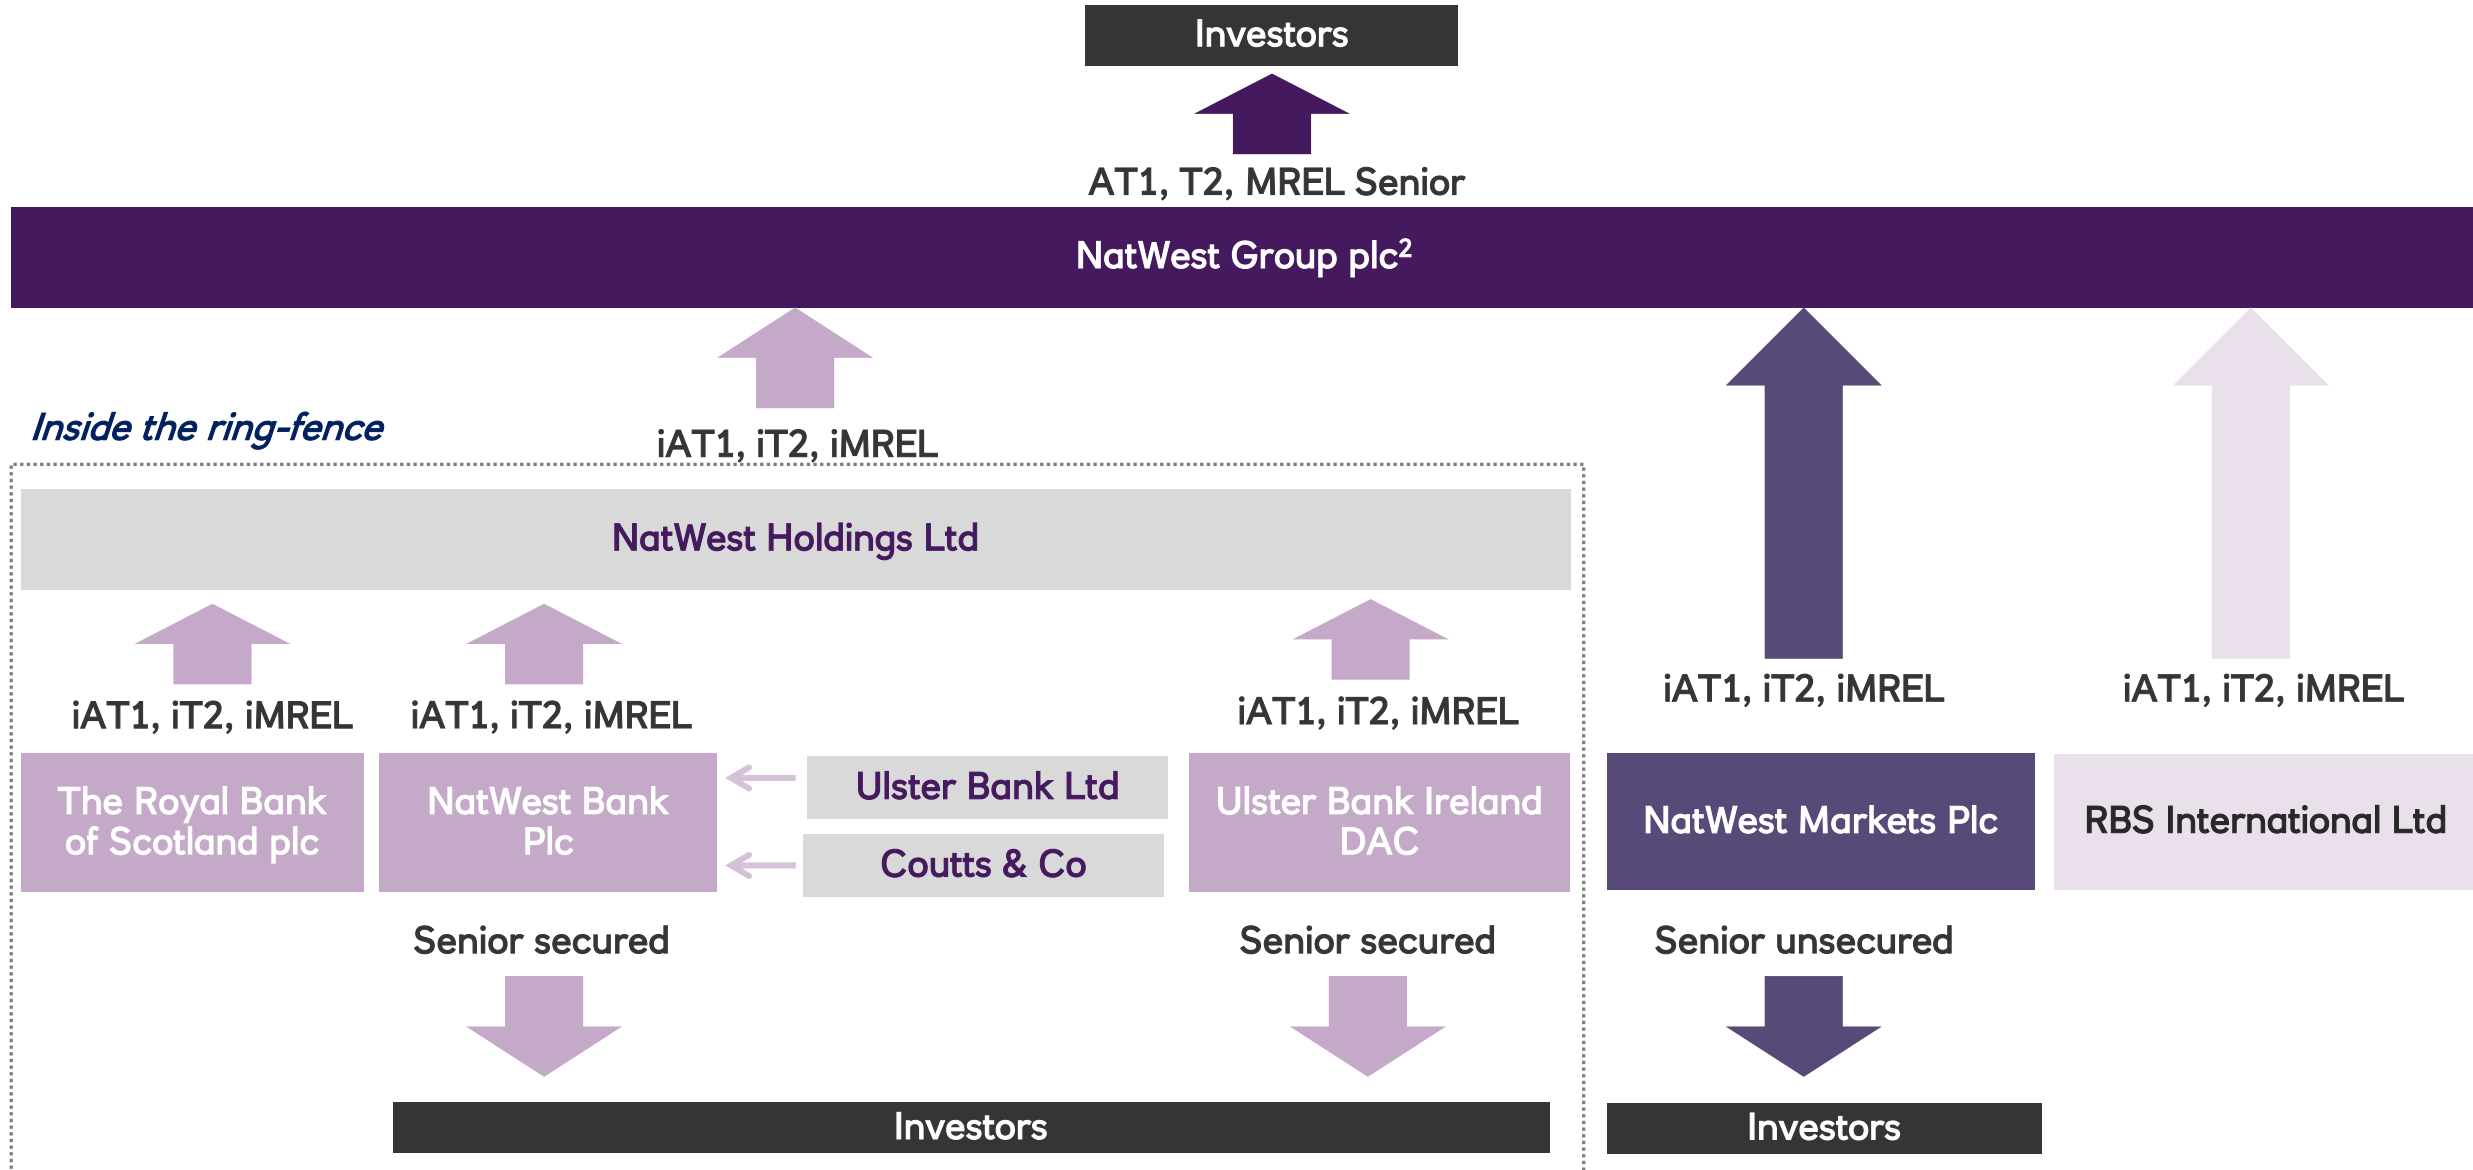 Investors
AT1, T2, MREL Senior
NatWest Group plc²
Inside the ring-fence
iAT1, iT2, iMREL
NatWest Holdings Ltd
iAT1, iT2, iMREL
iAT1, iT2, iMREL
iAT1, iT2, iMREL
iAT1, iT2, iMREL
iAT1, iT2, iMREL
The Royal Bank
of Scotland plc
NatWest Bank
Plc
Ulster Bank Ltd
Coutts & Co
Ulster Bank Ireland
DAC
NatWest Markets Plc
RBS International Ltd
Senior secured
Senior secured
Senior unsecured
Investors
Investors